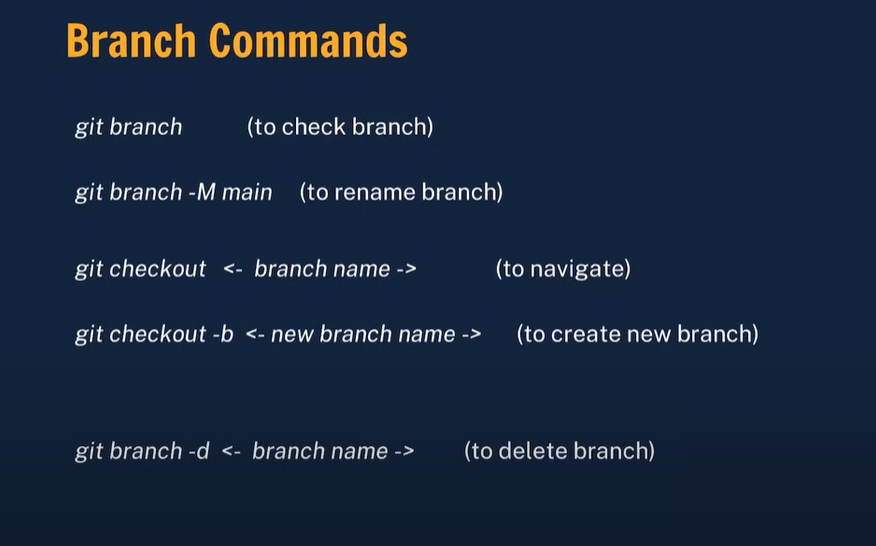 Branch Commands
git branch (to check branch)
git branch -M main (to rename branch)
git checkout <- branch name -> (to navigate)
git checkout -b <- new branch name -> (to create new branch)
git branch -d <- branch name -> (to delete branch)